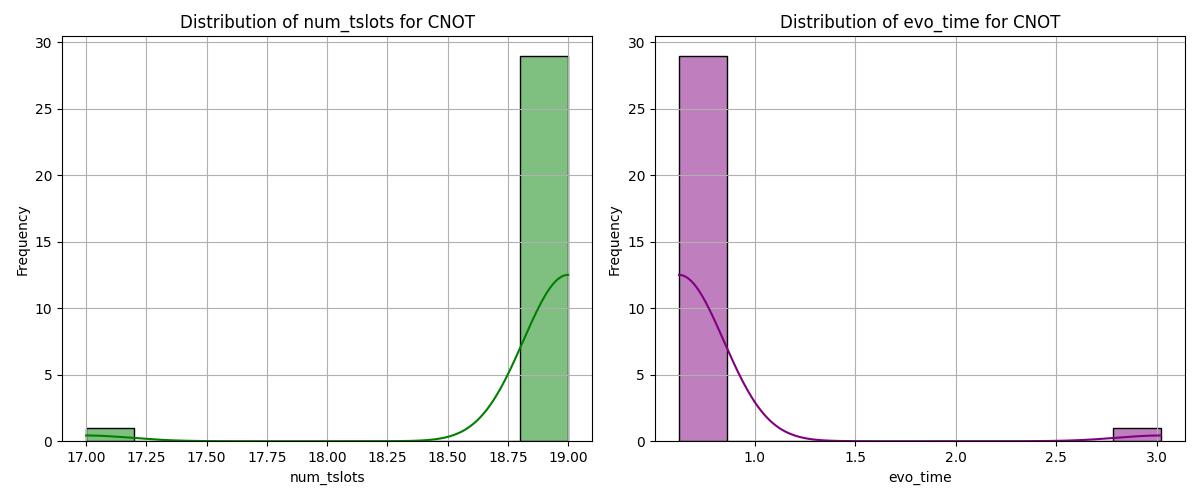 Distribution of num_tslots for CNOT
30
25
20
15
10
5
0
Frequency
17.00 17.25 17.50 17.75 18.00 18.25 18.50 18.75 19.00
num_tslots
Distribution of evo_time for CNOT
30
25
20
15
10
5
0
Frequency
1.0 1.5 2.0 2.5 3.0
evo_time